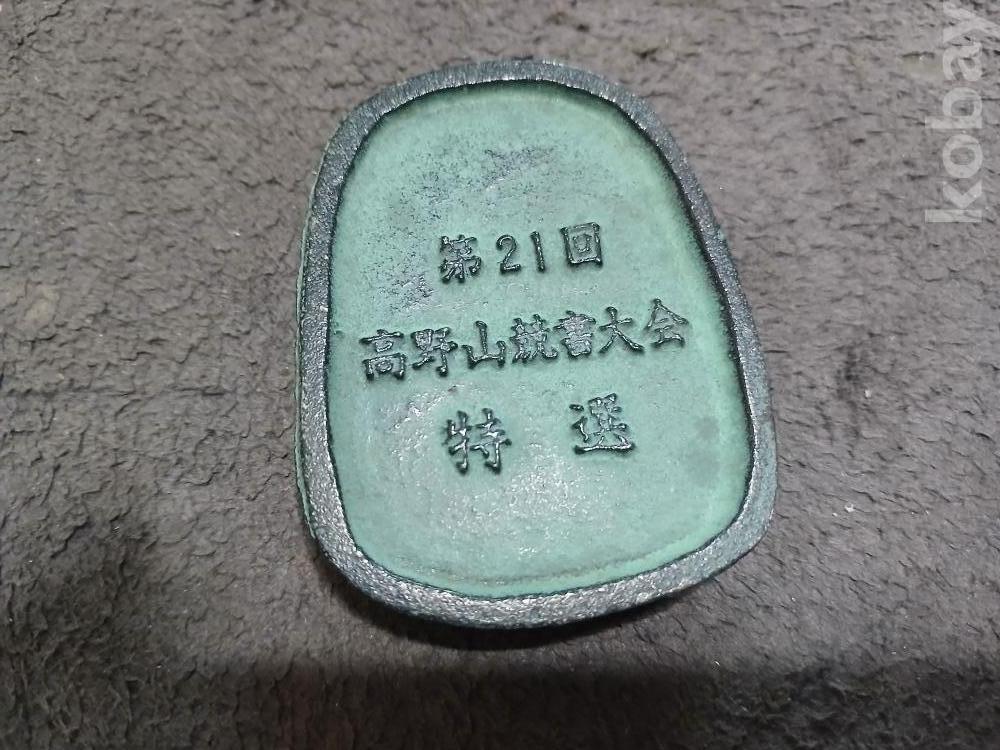 第21回
高野山競書大会
特選
kobay